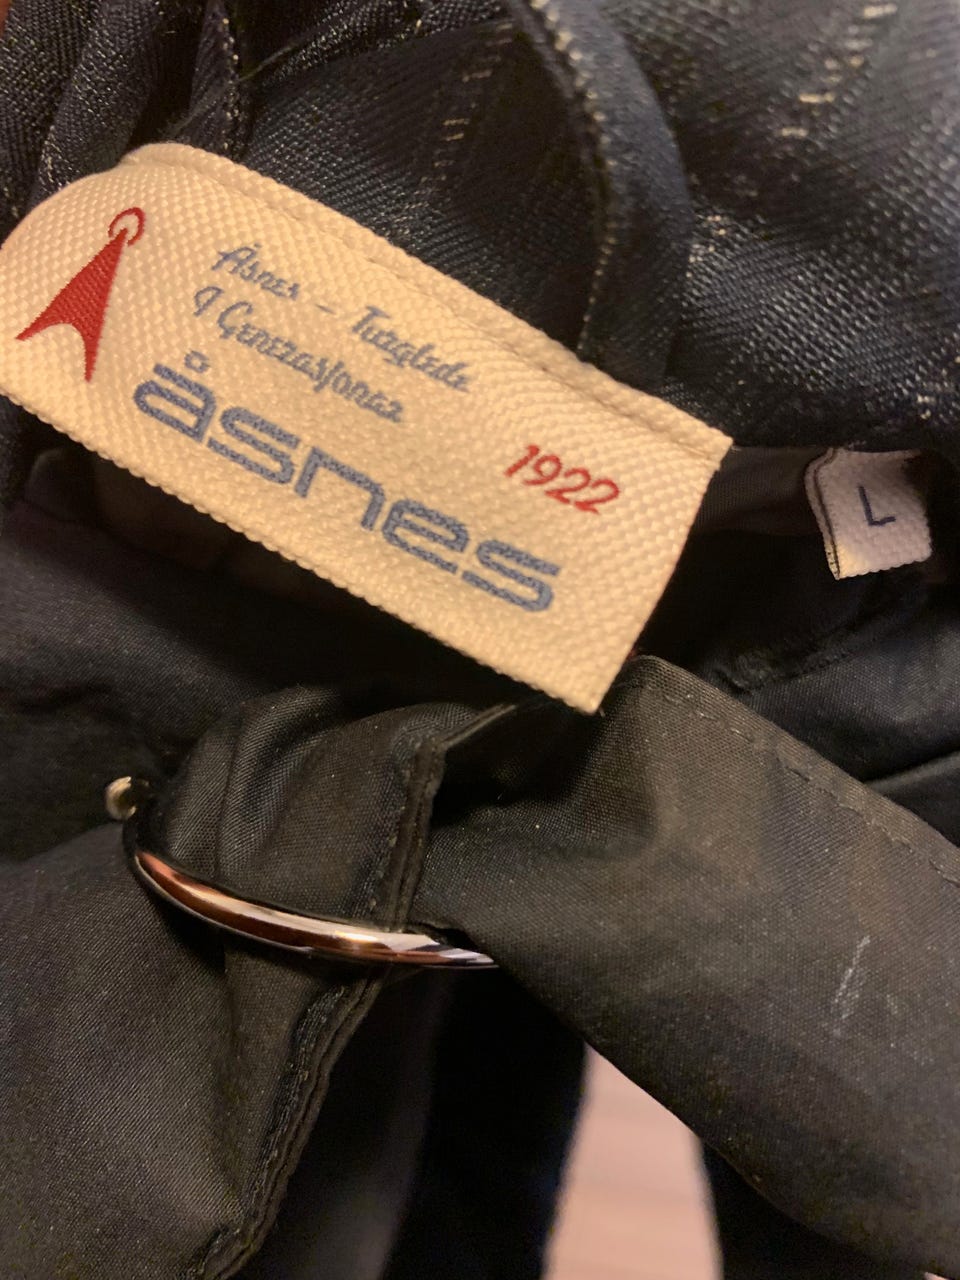 Åsnes - Turglede
I Generasjoner
åsnes
1922
L